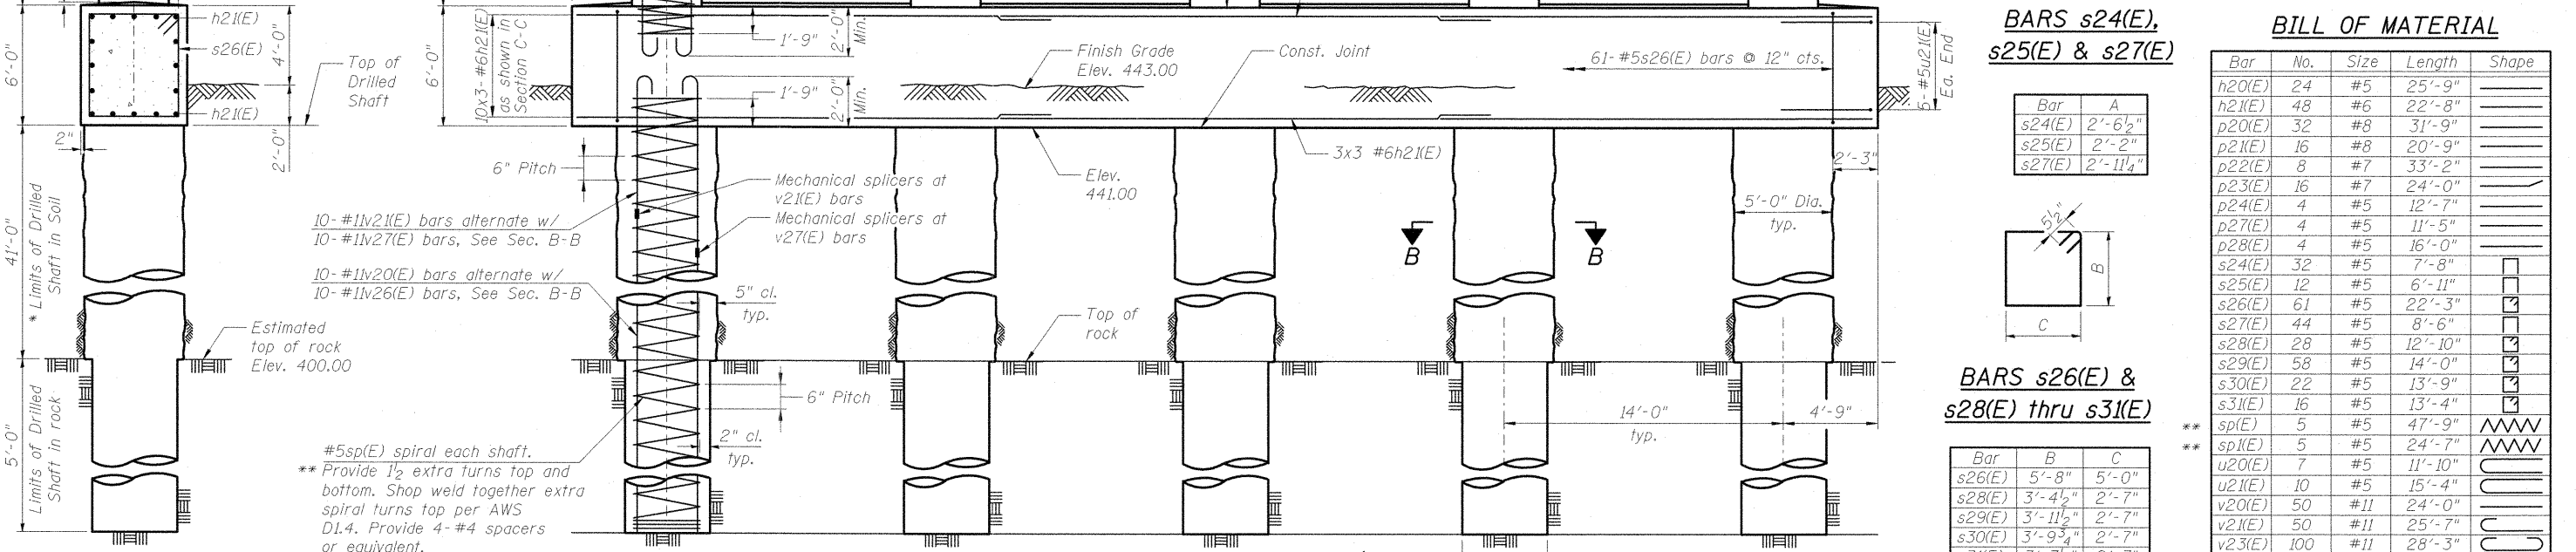 h21(E)
s26(E)
h21(E)
6'-0"
4'-0"
2'-0"
2"
Top of
Drilled
Shaft
41'-0"
* Limits of Drilled
Shaft in Soil
Estimated
top of rock
Elev. 400.00
5'-0"
Limits of Drilled
Shaft in rock
6'-0"
10x3-#6h21(E)
as shown in
Section C-C
1'-9"
2'-0"
Min.
1'-9"
2'-0"
Min.
Finish Grade
Elev. 443.00
Const. Joint
61-#5s26(E) bars @ 12" cts.
5-#5u21(E)
Ea. End
6" Pitch
Mechanical splicers at
v21(E) bars
Mechanical splicers at
v27(E) bars
Elev.
441.00
3x3 #6h21(E)
2'-3"
5'-0" Dia.
typ.
10-#11v21(E) bars alternate w/
10-#11v27(E) bars, See Sec. B-B
10-#11v20(E) bars alternate w/
10-#11v26(E) bars, See Sec. B-B
B
B
5" cl.
typ.
Top of
rock
6" Pitch
14'-0"
typ.
4'-9"
2" cl.
typ.
#5sp(E) spiral each shaft.
** Provide 1½ extra turns top and
bottom. Shop weld together extra
spiral turns top per AWS
D1.4. Provide 4-#4 spacers
or equivalent.
BARS s24(E),
s25(E) & s27(E)
Bar A
s24(E) 2'-6½"
s25(E) 2'-2"
s27(E) 2'-11¼"
5½"
B
C
BARS s26(E) &
s28(E) thru s31(E)
Bar B C
s26(E) 5'-8" 5'-0"
s28(E) 3'-4½" 2'-7"
s29(E) 3'-11½" 2'-7"
s30(E) 3'-9¾" 2'-7"
BILL OF MATERIAL
Bar No. Size Length Shape
h20(E) 24 #5 25'-9"
h21(E) 48 #6 22'-8"
p20(E) 32 #8 31'-9"
p21(E) 16 #8 20'-9"
p22(E) 8 #7 33'-2"
p23(E) 16 #7 24'-0"
p24(E) 4 #5 12'-7"
p27(E) 4 #5 11'-5"
p28(E) 4 #5 16'-0"
s24(E) 32 #5 7'-8"
s25(E) 12 #5 6'-11"
s26(E) 61 #5 22'-3"
s27(E) 44 #5 8'-6"
s28(E) 28 #5 12'-10"
s29(E) 58 #5 14'-0"
s30(E) 22 #5 13'-9"
s31(E) 16 #5 13'-4"
** sp(E) 5 #5 47'-9"
** sp1(E) 5 #5 24'-7"
u20(E) 7 #5 11'-10"
u21(E) 10 #5 15'-4"
v20(E) 50 #11 24'-0"
v21(E) 50 #11 25'-7"
v23(E) 100 #11 28'-3"